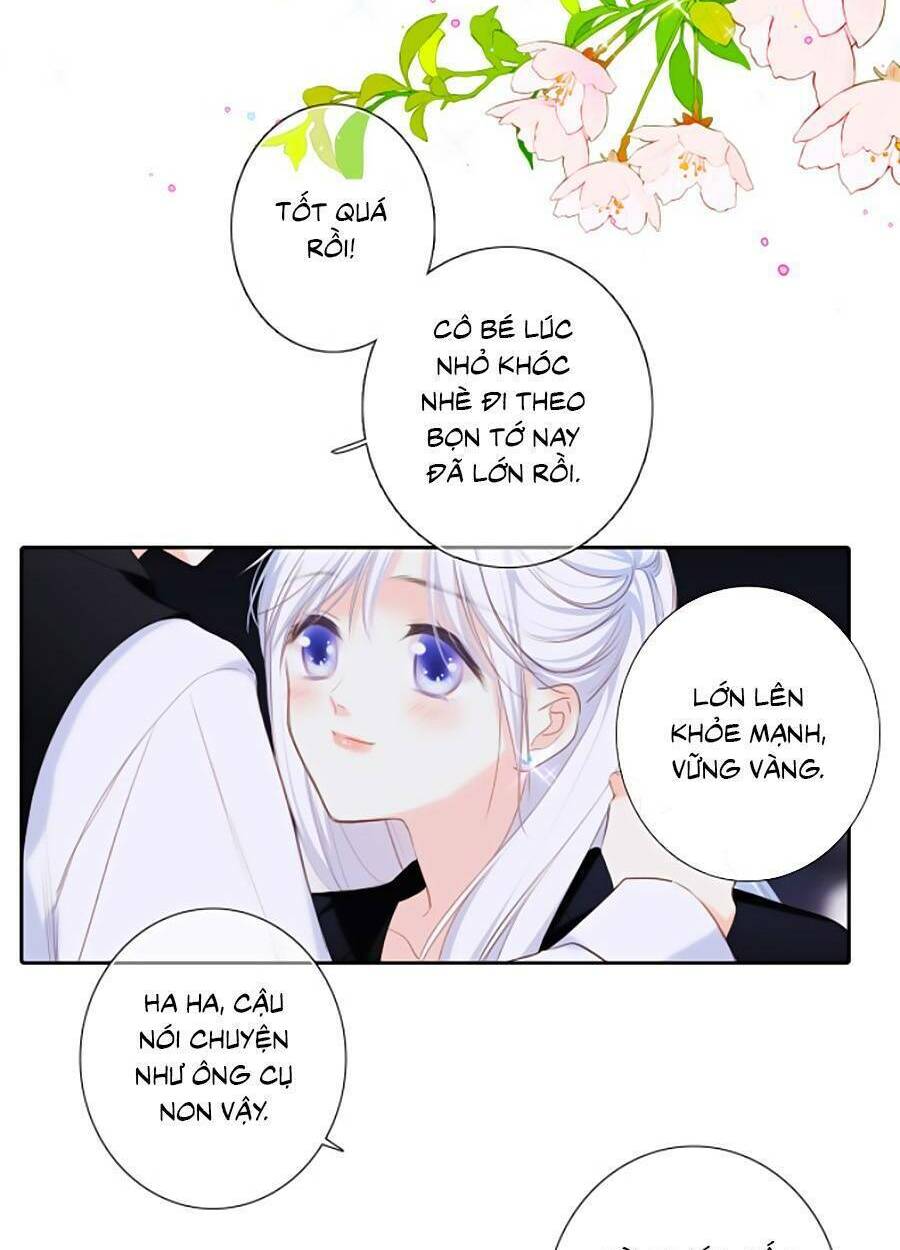 TỐT QUÁ
RỒI!
CÔ BÉ LÚC
NHỎ KHÓC
NHÈ ĐI THEO
BỌN TỚ NAY
ĐÃ LỚN RỒI.
LỚN LÊN
KHỎE MẠNH,
VỮNG VÀNG.
HA HA, CẬU
NÓI CHUYỆN
NHƯ ÔNG CỤ
NON VẬY.